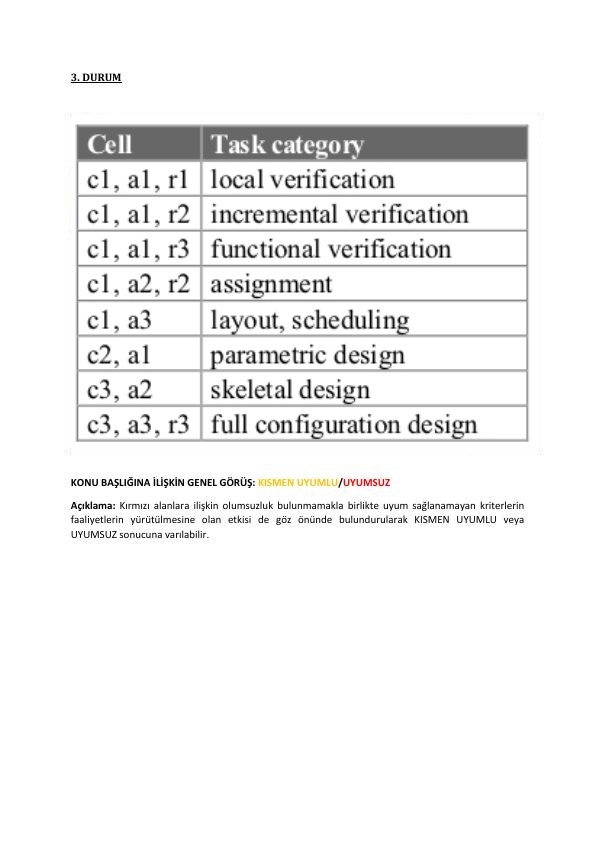 3. DURUM
Cell Task category
c1, a1, r1 local verification
c1, a1, r2 incremental verification
c1, a1, r3 functional verification
c1, a2, r2 assignment
c1, a3 layout, scheduling
c2, a1 parametric design
c3, a2 skeletal design
c3, a3, r3 full configuration design
KONU BAŞLIĞINA İLİŞKİN GENEL GÖRÜŞ: KISMEN UYUMLU/UYUMSUZ
Açıklama: Kırmızı alanlara ilişkin olumsuzluk bulunmamakla birlikte uyum sağlanamayan kriterlerin
faaliyetlerin yürütülmesine olan etkisi de göz önünde bulundurularak KISMEN UYUMLU veya
UYUMSUZ sonucuna varılabilir.